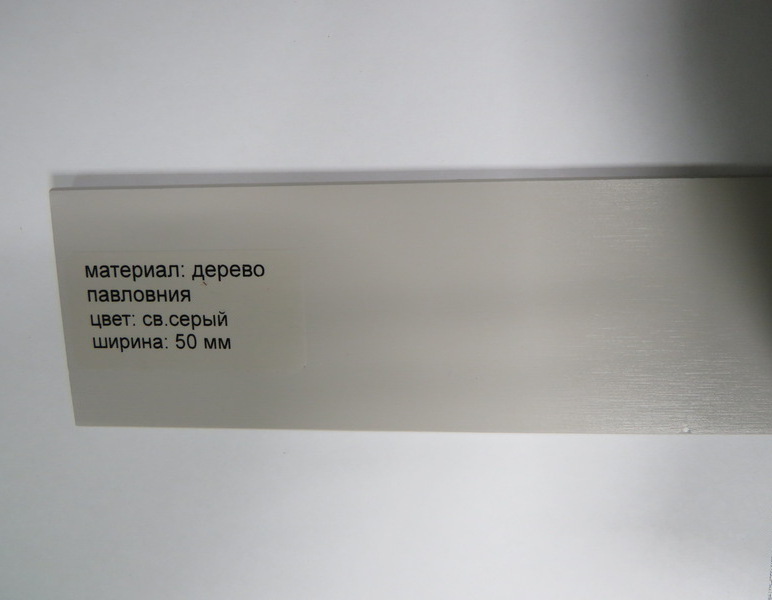 материал: дерево
павловния
цвет: св.серый
ширина: 50 мм